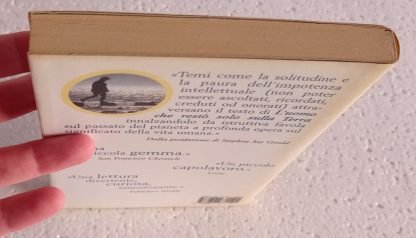 «Temi come la solitudine e
la paura dell'impotenza
intellettuale (non poter
essere ascoltati, ricordati,
creduti od onorati) attra-
versano il testo di L'uomo
che restò solo sulla Terra
innalzandolo da istruttiva favola
sul passato del pianeta a profonda opera sul
significato della vita umana.»
Dalla prefazione di Stephen Jay Gould
na
piccola gemma.»
San Francisco Chronicle
«Un piccolo
capolavoro.»
«Una lettura
divertente,
curiosa,
emozionante.»